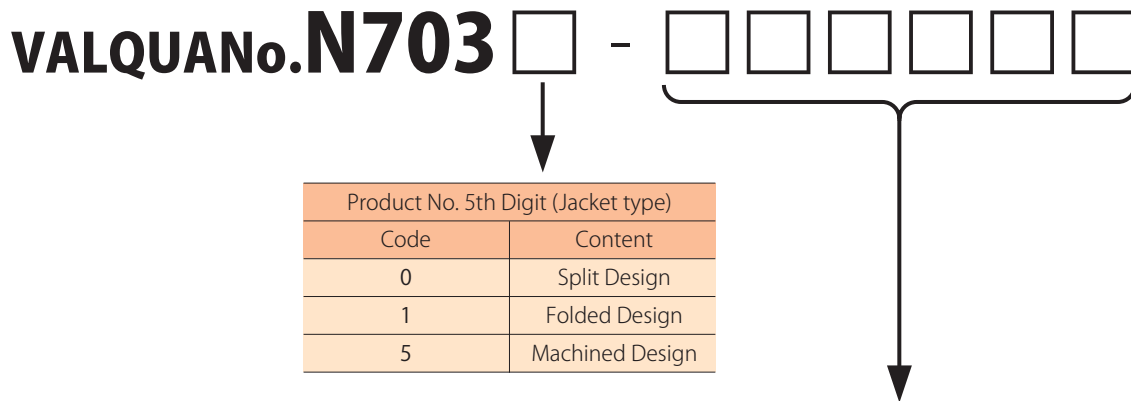 VALQUANo.N703 □ - □ □ □ □ □ □
Product No. 5th Digit (Jacket type)
Code Content
0 Split Design
1 Folded Design
5 Machined Design